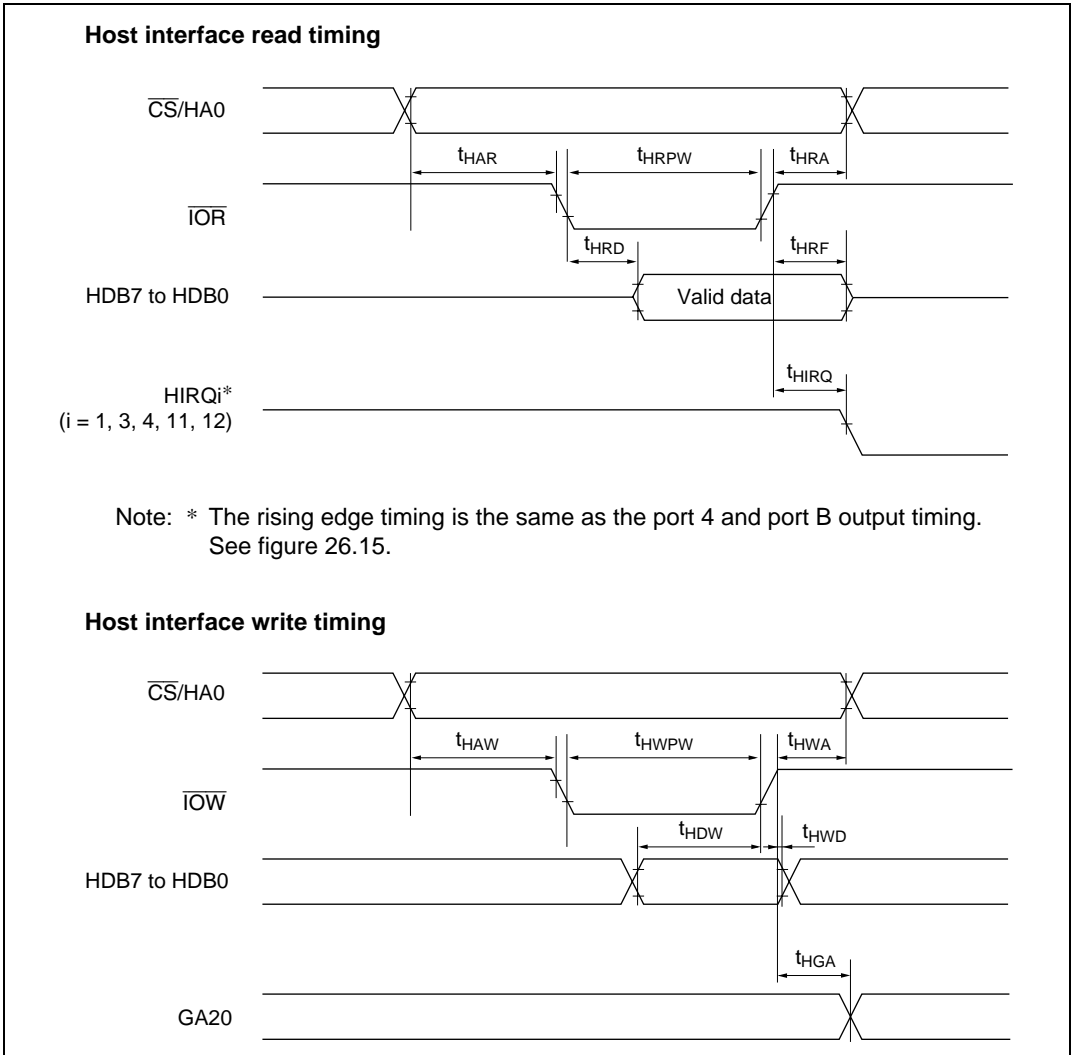 Host interface read timing
CS/HA0
tHAR
tHRPW
tHRA
IOR
tHRD
tHRF
HDB7 to HDB0
Valid data
tHIRQ
HIRQi*
(i = 1, 3, 4, 11, 12)
Note: * The rising edge timing is the same as the port 4 and port B output timing.
See figure 26.15.
Host interface write timing
CS/HA0
tHAW
tHWPW
tHWA
IOW
tHDW
tHWD
HDB7 to HDB0
tHGA
GA20